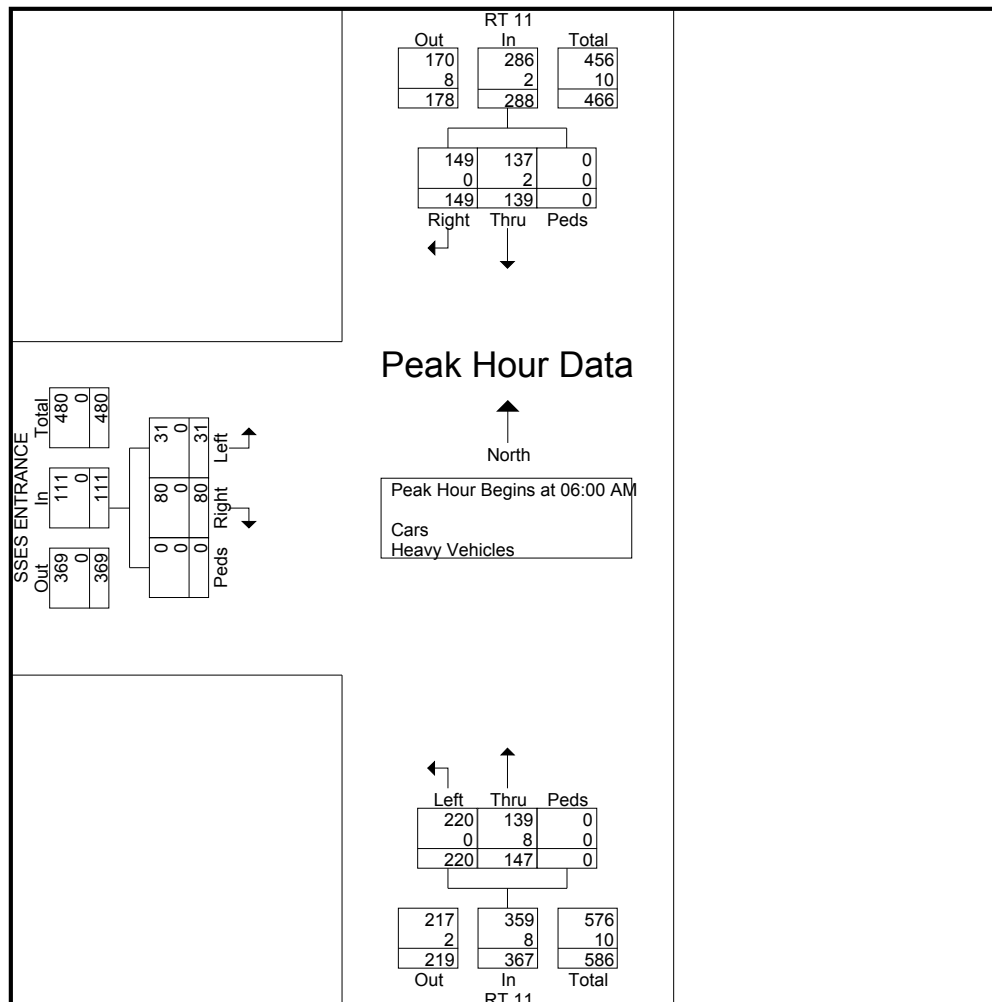 RT 11
Out In Total
170 286 456
8 2 10
178 288 466
149 137 0
0 2 0
149 139 0
Right Thru Peds
Peak Hour Data
North
Peak Hour Begins at 06:00 AM
Cars
Heavy Vehicles
SSES ENTRANCE
Out In Total
369 111 480
0 0 0
369 111 480
0 80 31
0 0 0
0 80 31
Peds Right Left
Left Thru Peds
220 139 0
0 8 0
220 147 0
217 359 576
2 8 10
219 367 586
Out In Total
RT 11